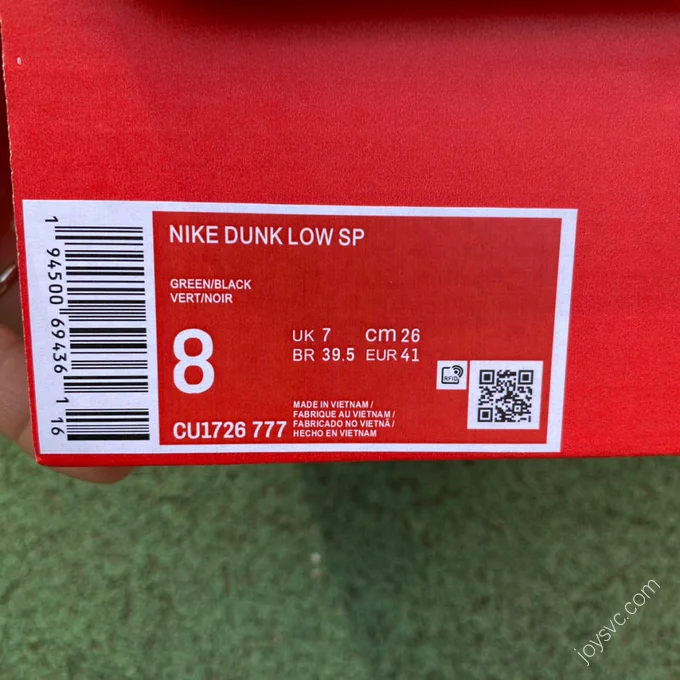 NIKE DUNK LOW SP
GREEN/BLACK
VERT/NOIR
8
UK 7 cm 26
BR 39.5 EUR 41
RFID
CU1726 777
MADE IN VIETNAM /
FABRIQUE AU VIETNAM /
FABRICADO NO VIETNÃ /
HECHO EN VIETNAM
1 94500 69436 1 16
joysvc.com